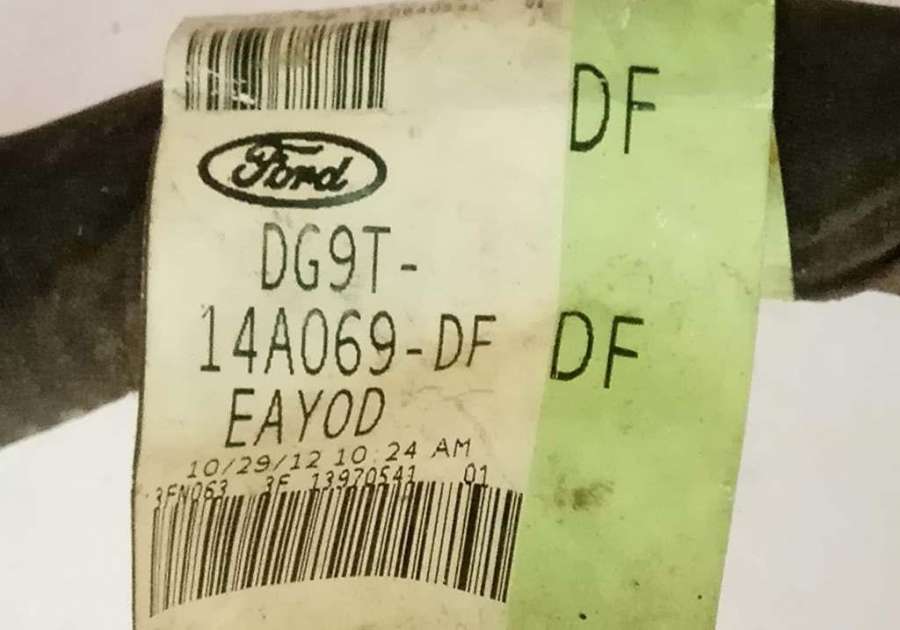 DF
Ford
DG9T-
14A069-DF
DF
EAYOD
10/29/12 10:24 AM
3FN063 3F 13970541 01